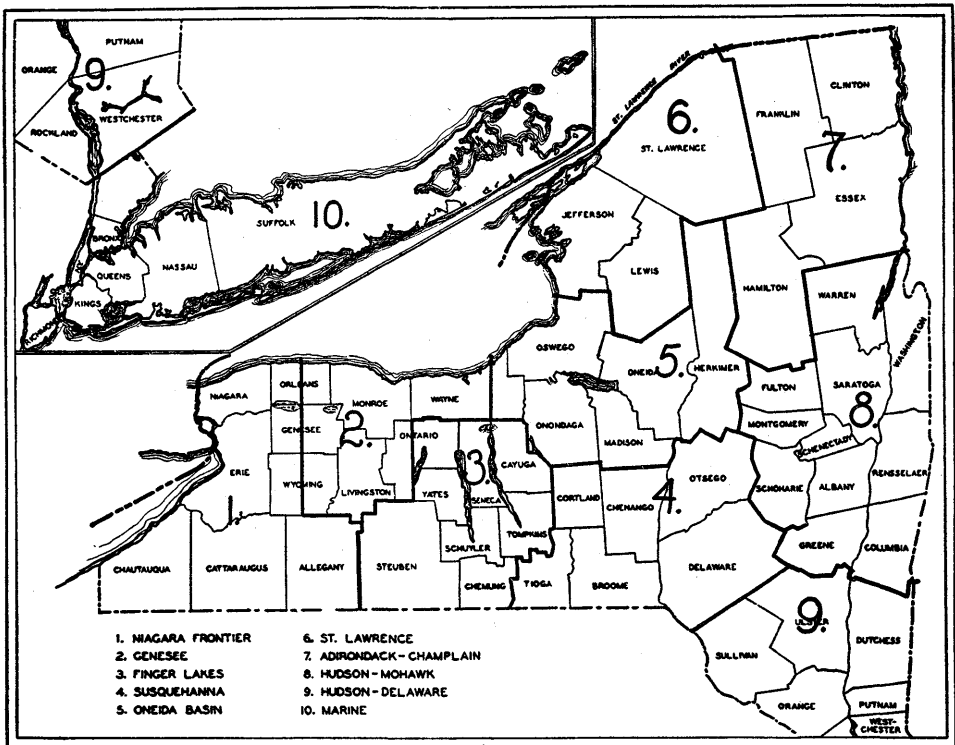 PUTNAM
ORANGE
9.
WESTCHESTER
ROCKLAND
SUFFOLK
10.
BRONX
QUEENS
NASSAU
KINGS
RICHMOND
ST. LAWRENCE RIVER
6.
ST. LAWRENCE
FRANKLIN
CLINTON
7.
ESSEX
JEFFERSON
LEWIS
HAMILTON
WARREN
WASHINGTON
OSWEGO
5.
ONEIDA
HERKIMER
FULTON
SARATOGA
8.
MONTGOMERY
SCHENECTADY
NIAGARA
ORLEANS
MONROE
WAYNE
GENESEE
2.
ONTARIO
ONONDAGA
MADISON
3.
CAYUGA
ERIE
WYOMING
LIVINGSTON
YATES
SENECA
CORTLAND
CHENANGO
4.
OTSEGO
SCHOHARIE
ALBANY
RENSSELAER
1.
TOMPKINS
SCHUYLER
GREENE
COLUMBIA
CHAUTAUQUA
CATTARAUGUS
ALLEGANY
STEUBEN
CHEMUNG
TIOGA
BROOME
DELAWARE
9.
ULSTER
SULLIVAN
DUTCHESS
ORANGE
PUTNAM
WEST-
CHESTER
1. NIAGARA FRONTIER
2. GENESEE
3. FINGER LAKES
4. SUSQUEHANNA
5. ONEIDA BASIN
6. ST. LAWRENCE
7. ADIRONDACK-CHAMPLAIN
8. HUDSON-MOHAWK
9. HUDSON-DELAWARE
10. MARINE